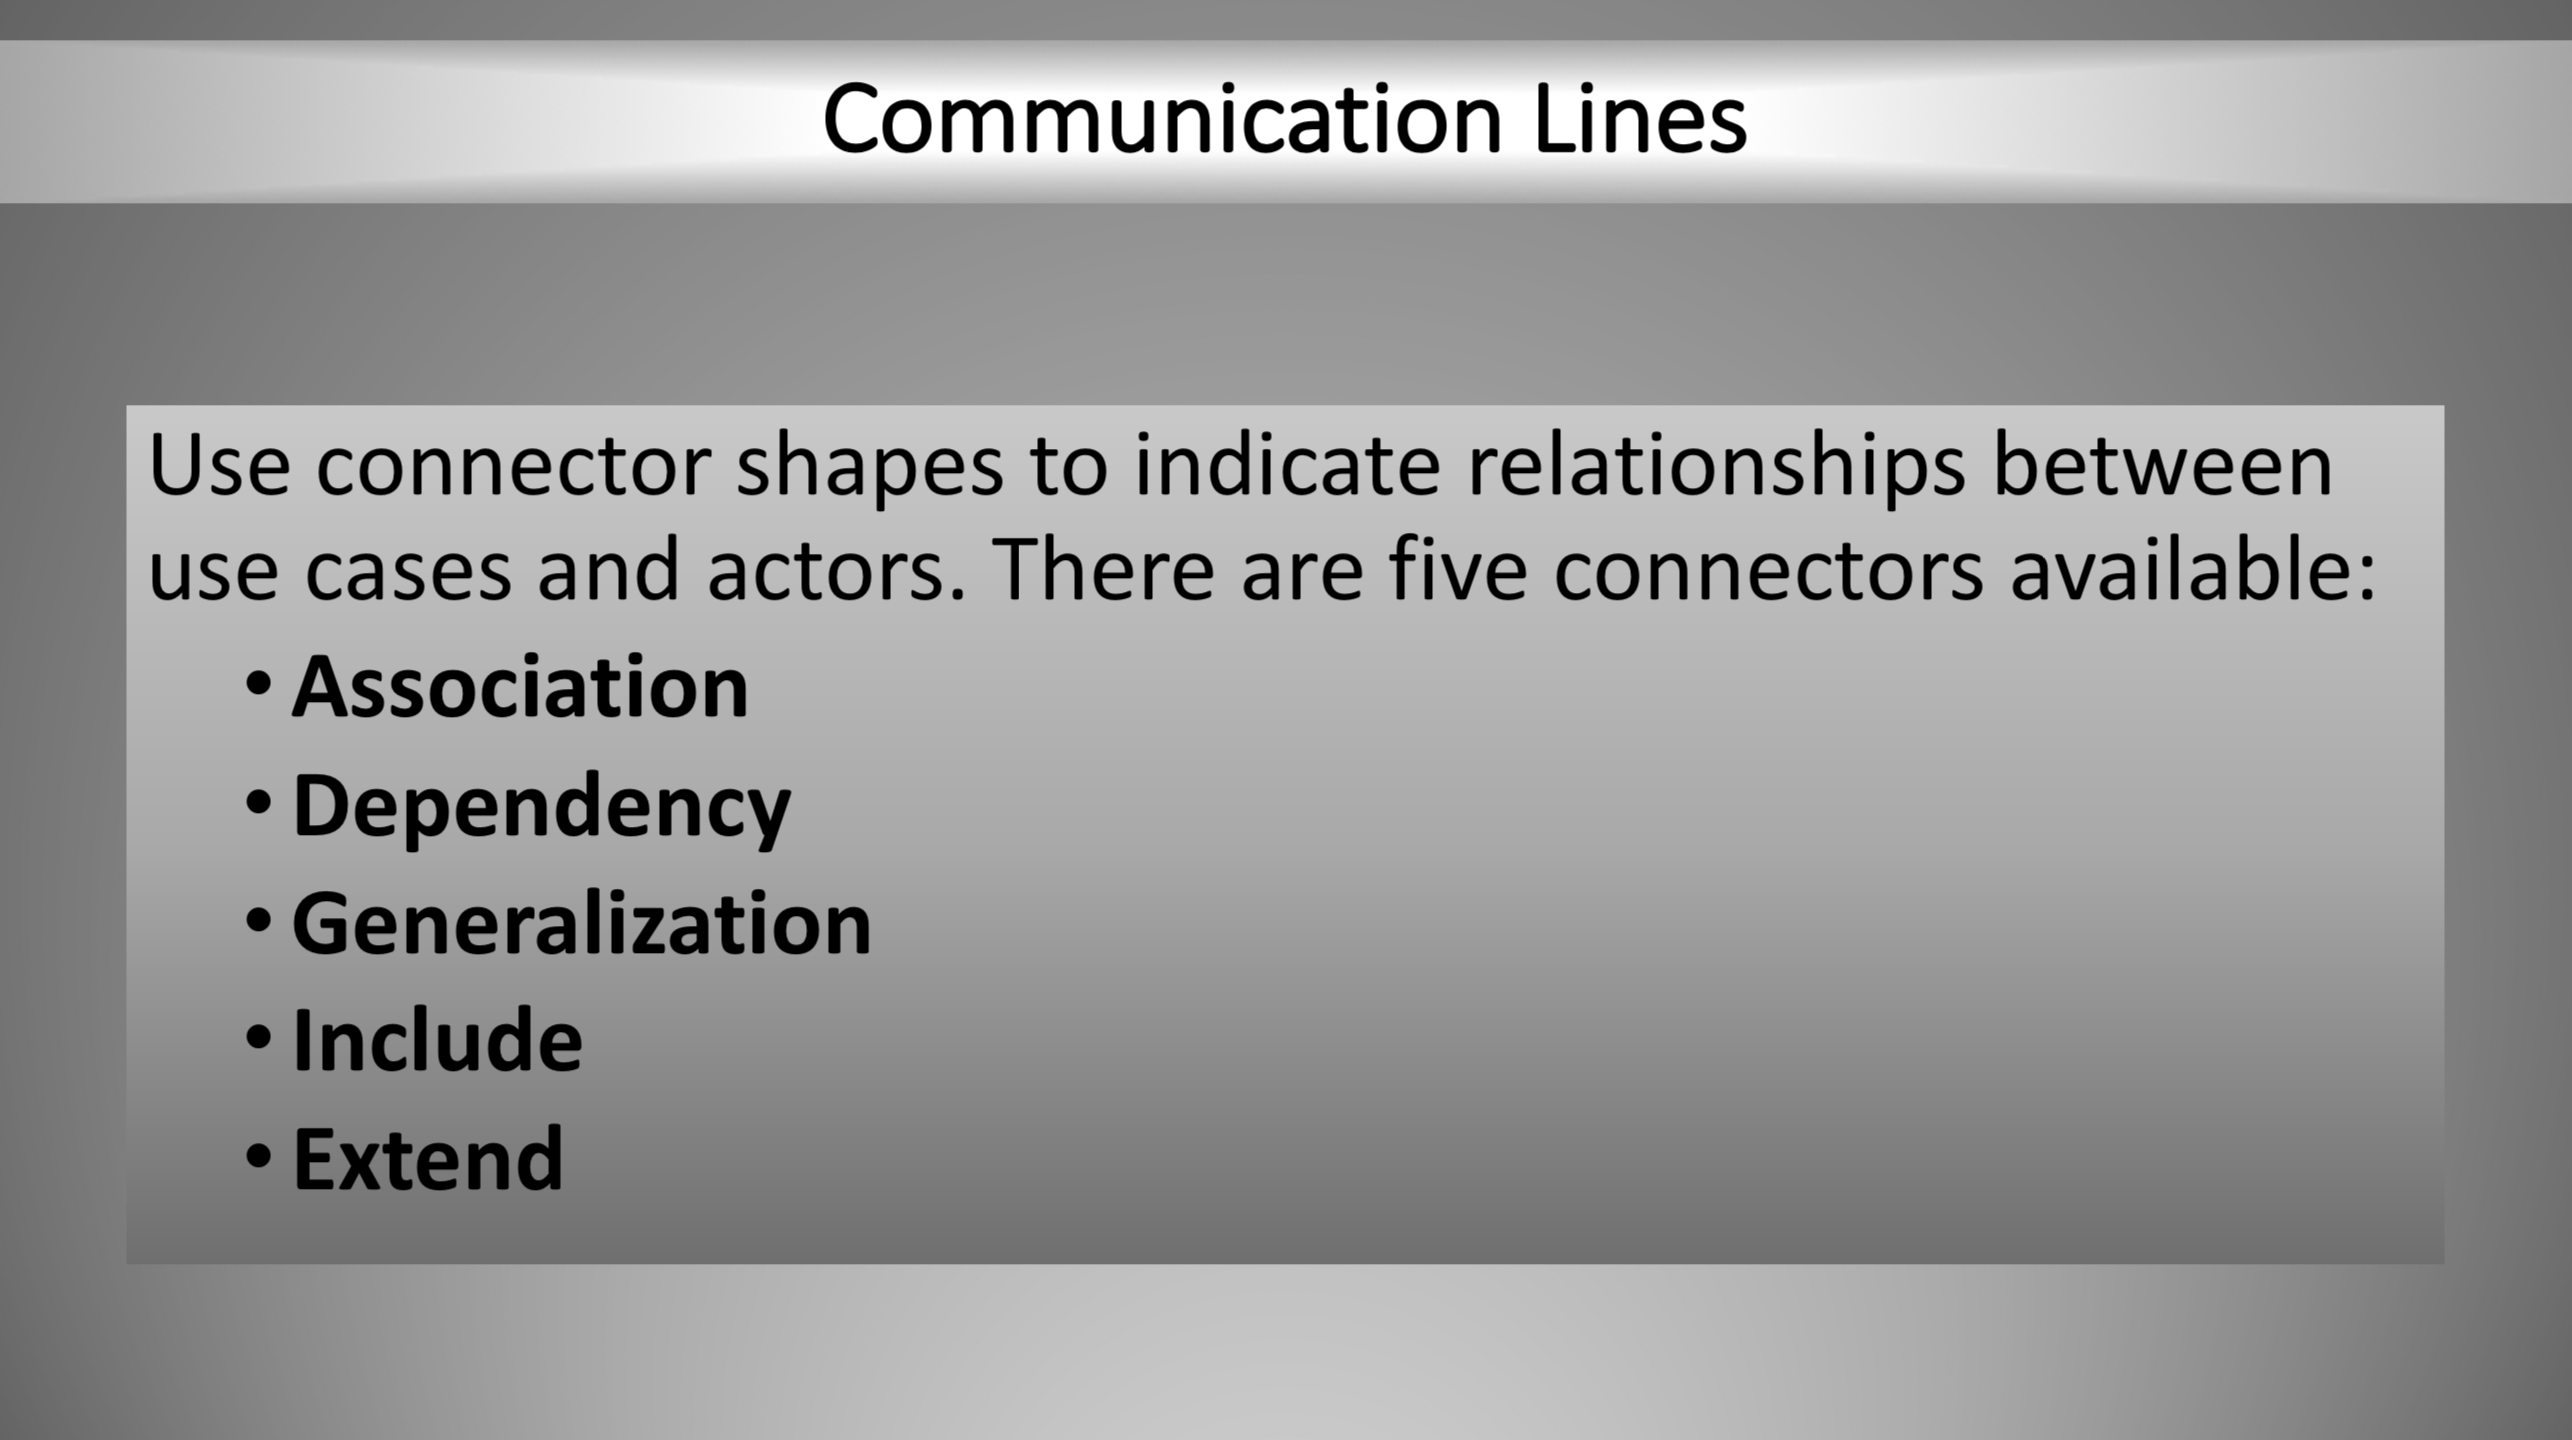 Communication Lines
Use connector shapes to indicate relationships between
use cases and actors. There are five connectors available:
• Association
• Dependency
• Generalization
• Include
• Extend